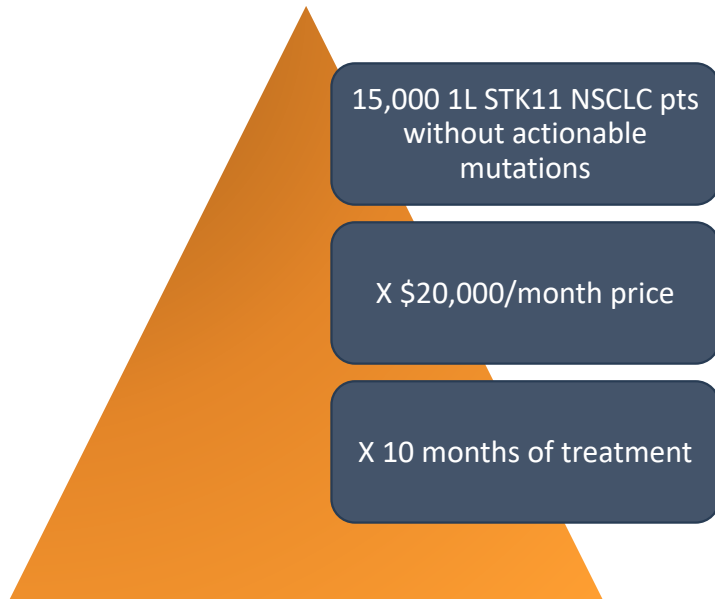 15,000 1L STK11 NSCLC pts
without actionable
mutations
X $20,000/month price
X 10 months of treatment